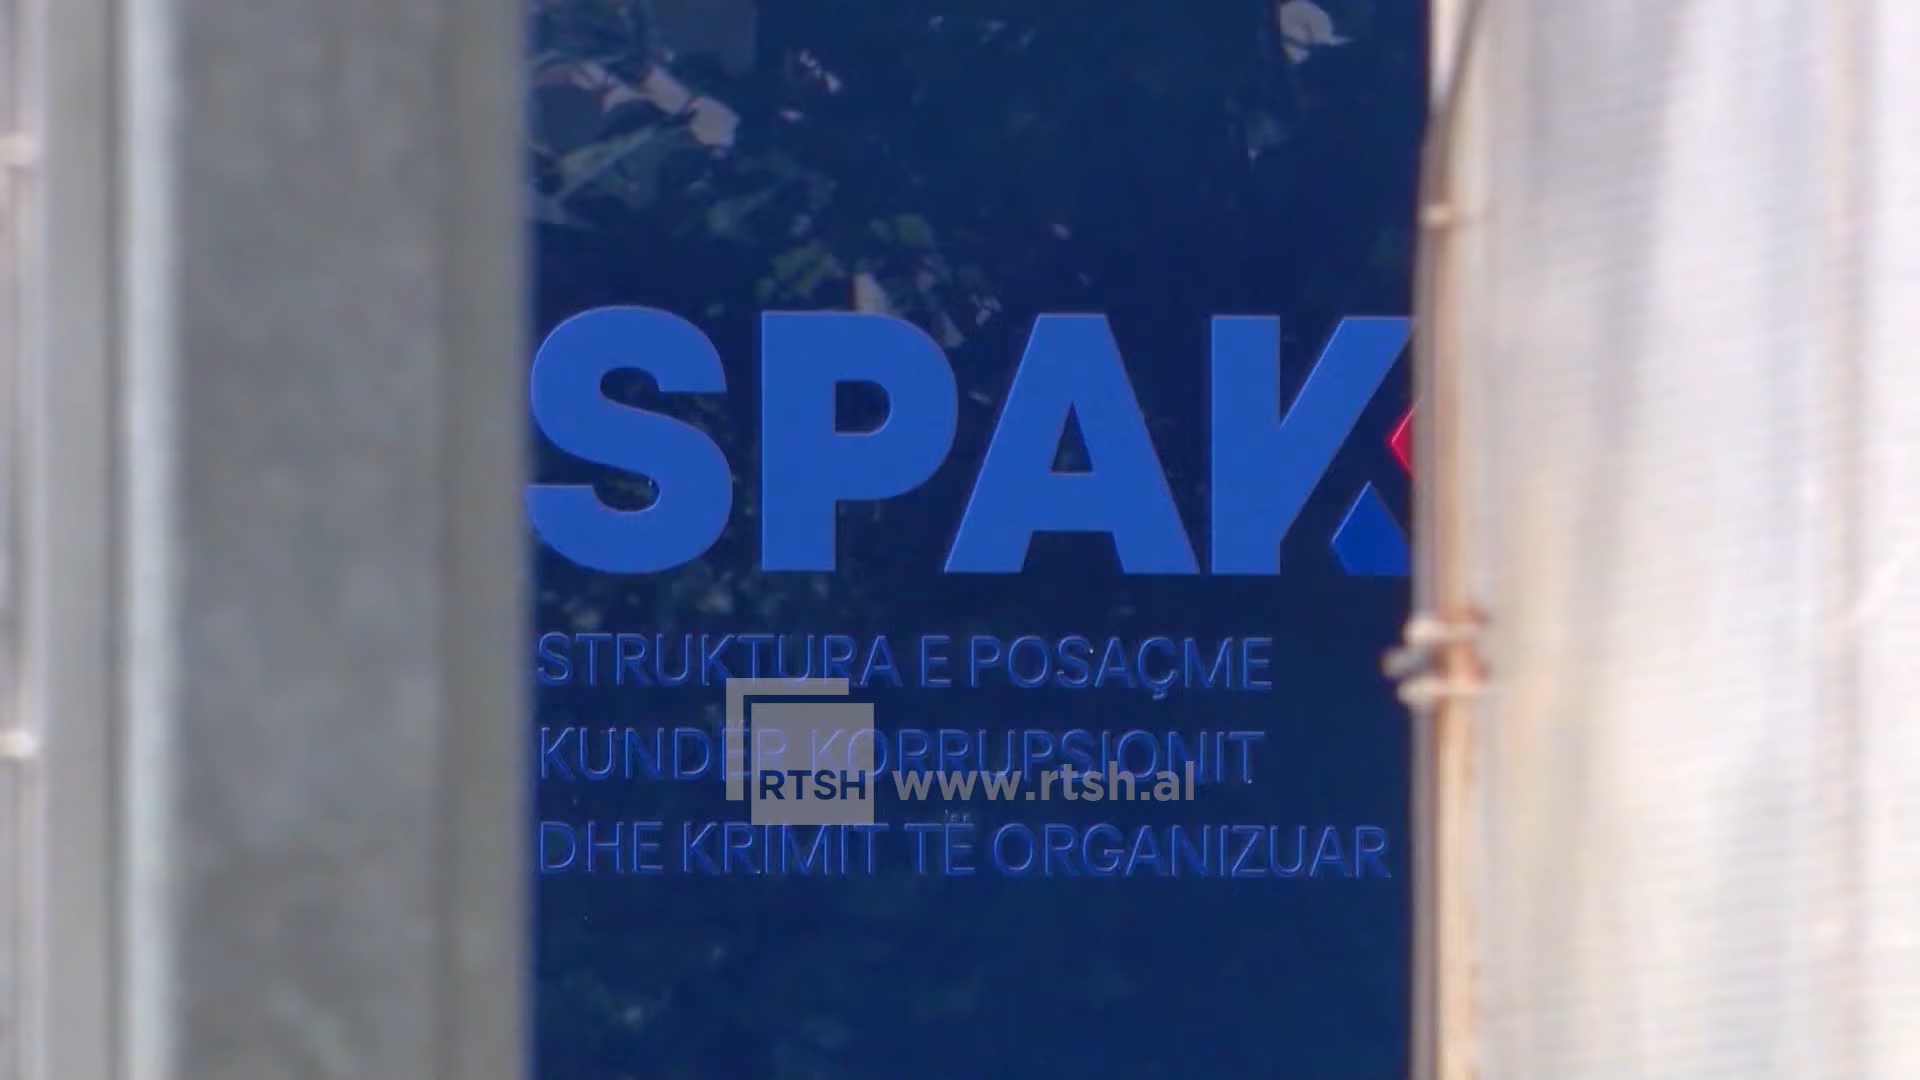 SPAK
STRUKTURA E POSAÇME
KUNDËR KORRUPSIONIT
RTSH www.rtsh.al
DHE KRIMIT TË ORGANIZUAR